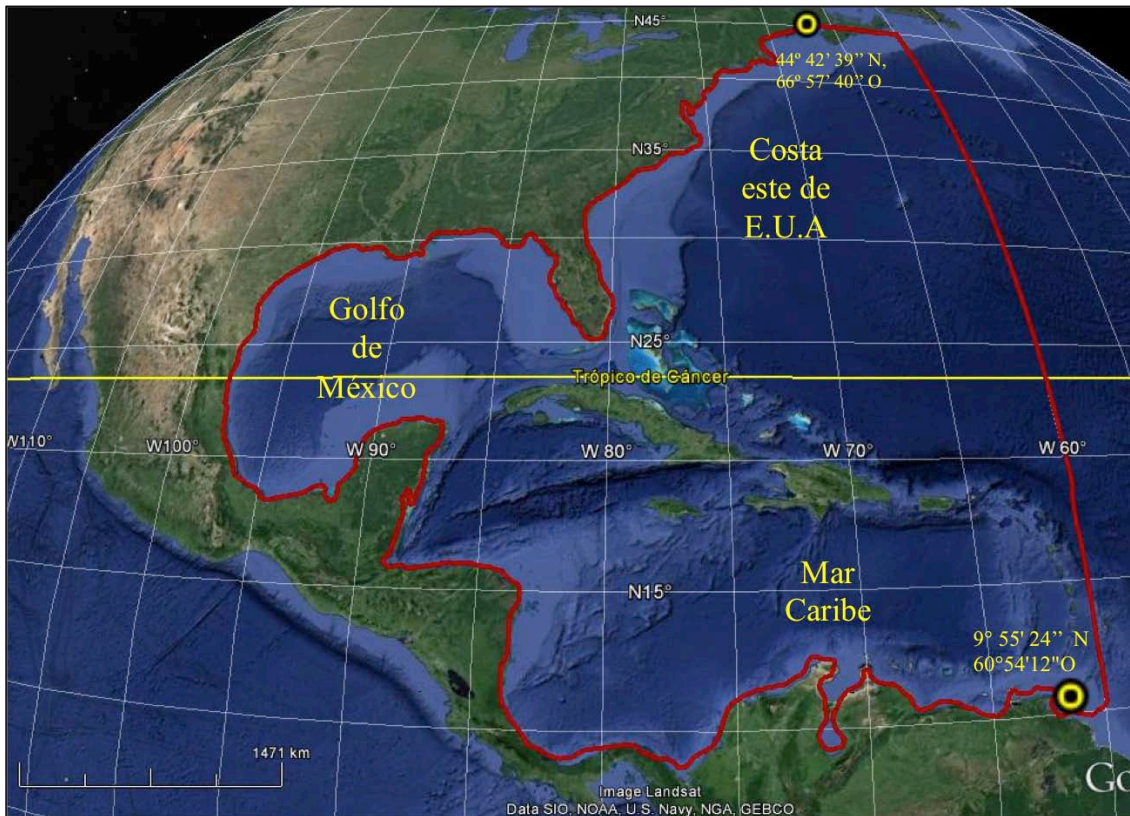 N45°
44º 42’ 39’’ N,
66º 57’ 40’’ O
N35°
Costa
este de
E.U.A
Golfo
de
México
N25°
Trópico de Cáncer
W110°
W100°
W 90°
W 80°
W 70°
W 60°
N15°
Mar
Caribe
9° 55' 24’’ N
60°54'12"O
1471 km
Image Landsat
Data SIO, NOAA, U.S. Navy, NGA, GEBCO
Go